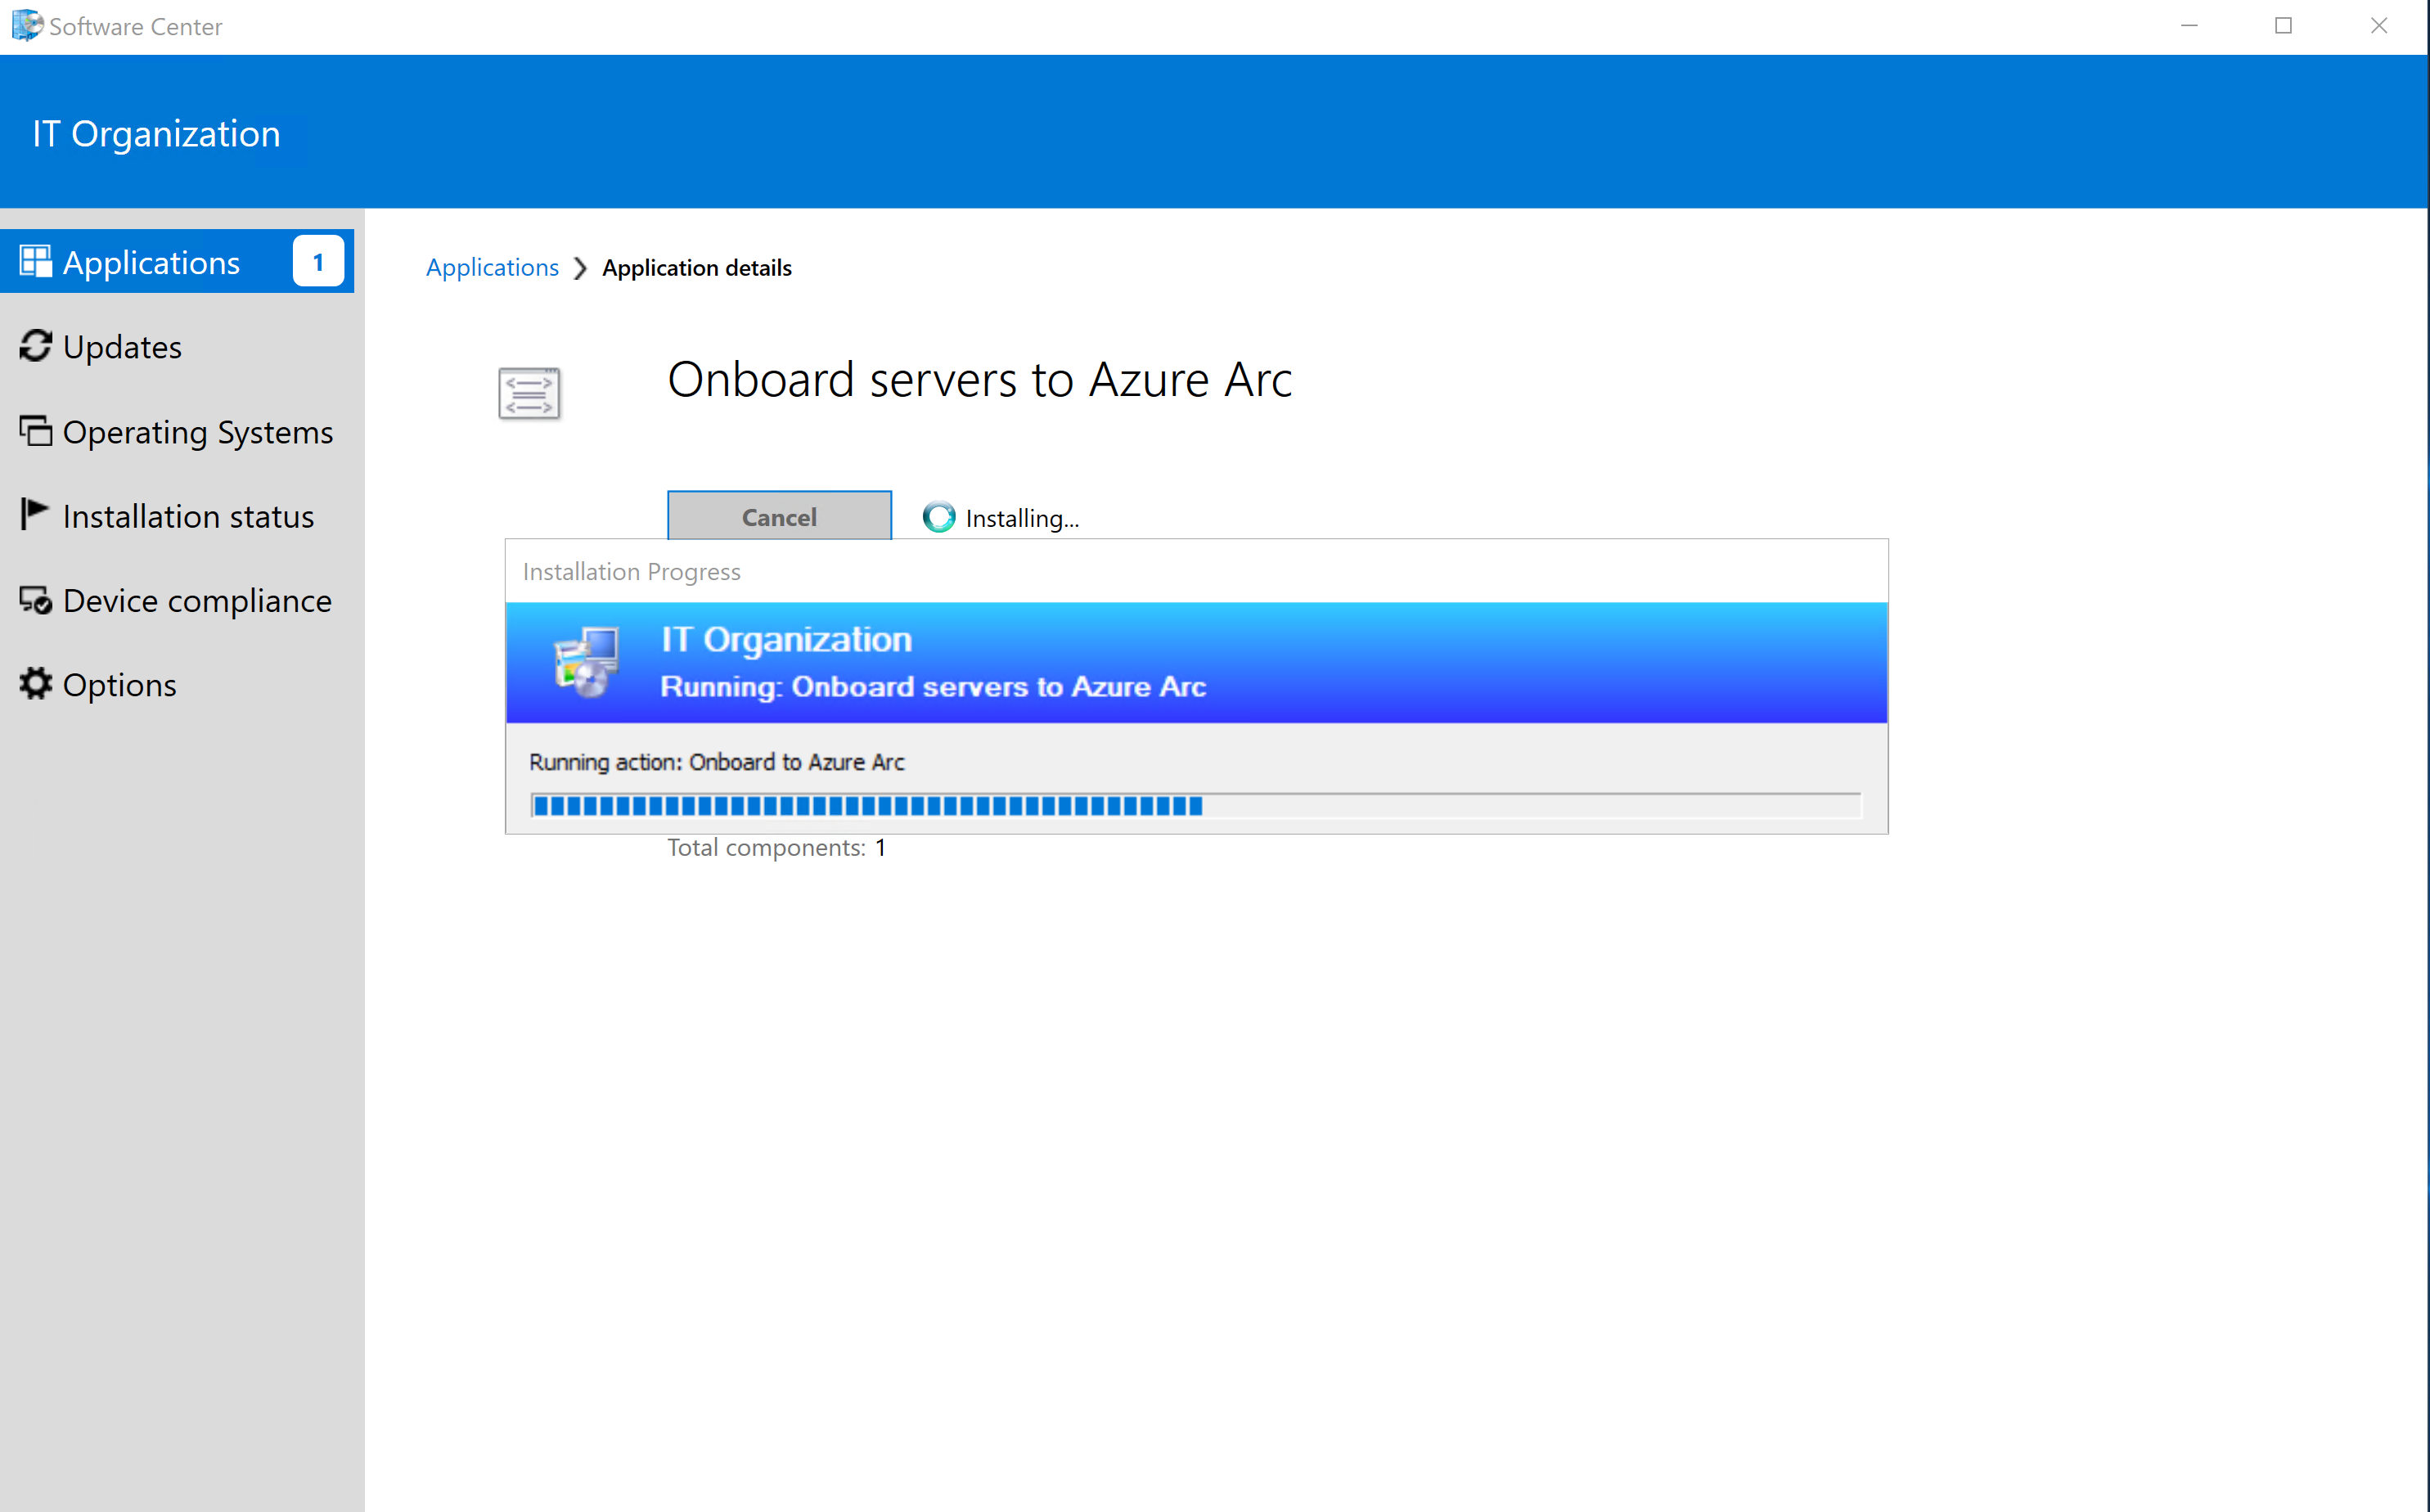 Software Center
IT Organization
Applications 1
Updates
Operating Systems
Installation status
Device compliance
Options
Applications Application details
Onboard servers to Azure Arc
Cancel Installing...
Installation Progress
IT Organization
Running: Onboard servers to Azure Arc
Running action: Onboard to Azure Arc
Total components: 1